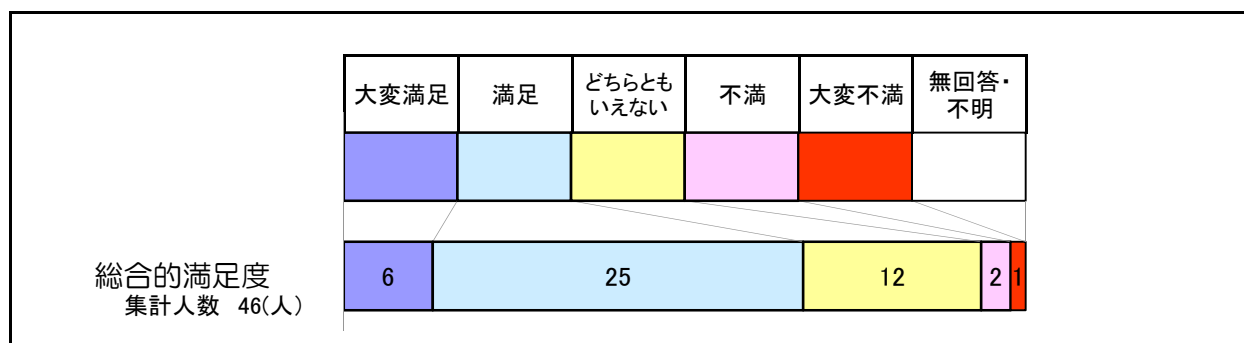 大変満足
満足
どちらとも
いえない
不満
大変不満
無回答・
不明
総合的満足度
集計人数 46(人)
6
25
12
2
1